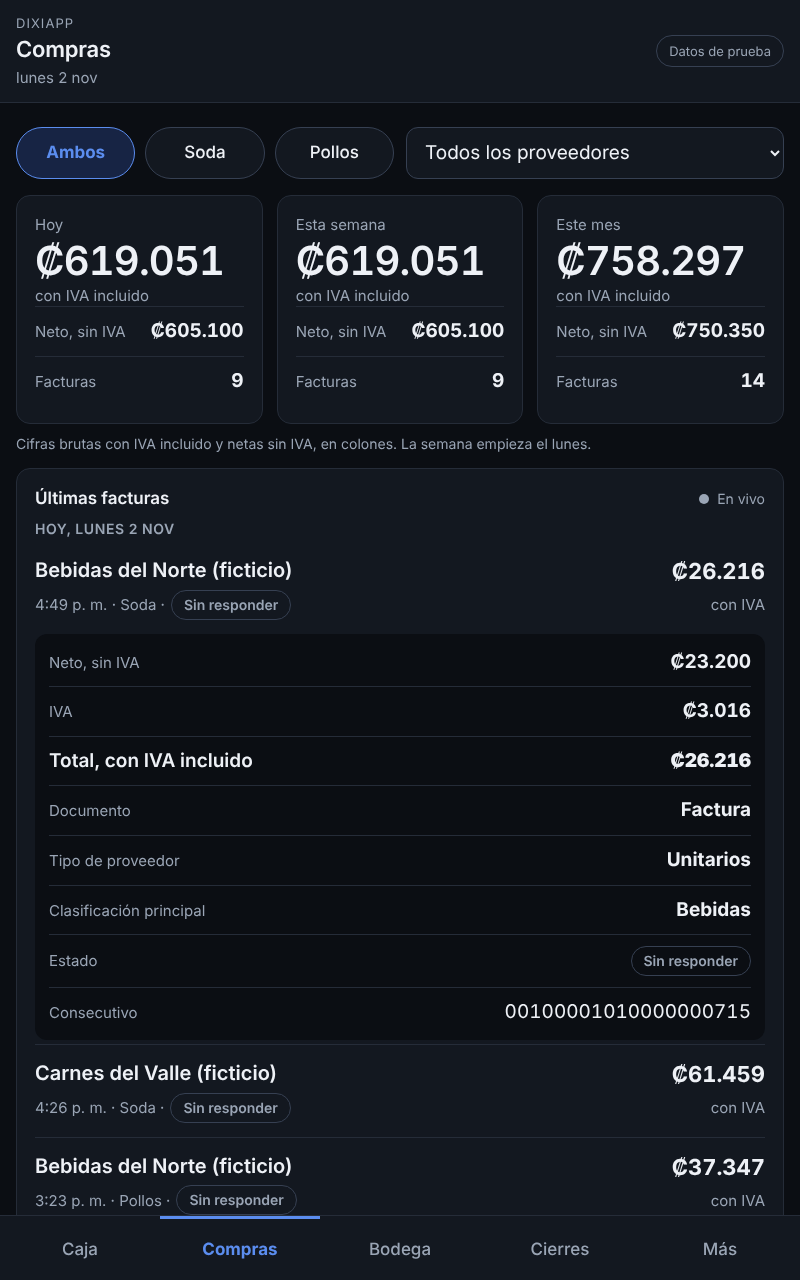 DIXIAPP
Compras
lunes 2 nov
Datos de prueba
Ambos
Soda
Pollos
Todos los proveedores
Hoy
₡619.051
con IVA incluido
Neto, sin IVA ₡605.100
Facturas 9
Esta semana
₡619.051
con IVA incluido
Neto, sin IVA ₡605.100
Facturas 9
Este mes
₡758.297
con IVA incluido
Neto, sin IVA ₡750.350
Facturas 14
Cifras brutas con IVA incluido y netas sin IVA, en colones. La semana empieza el lunes.
Últimas facturas
En vivo
HOY, LUNES 2 NOV
Bebidas del Norte (ficticio) ₡26.216
4:49 p. m. · Soda · Sin responder con IVA
Neto, sin IVA ₡23.200
IVA ₡3.016
Total, con IVA incluido ₡26.216
Documento Factura
Tipo de proveedor Unitarios
Clasificación principal Bebidas
Estado Sin responder
Consecutivo 00100001010000000715
Carnes del Valle (ficticio) ₡61.459
4:26 p. m. · Soda · Sin responder con IVA
Bebidas del Norte (ficticio) ₡37.347
3:23 p. m. · Pollos · Sin responder con IVA
Caja
Compras
Bodega
Cierres
Más